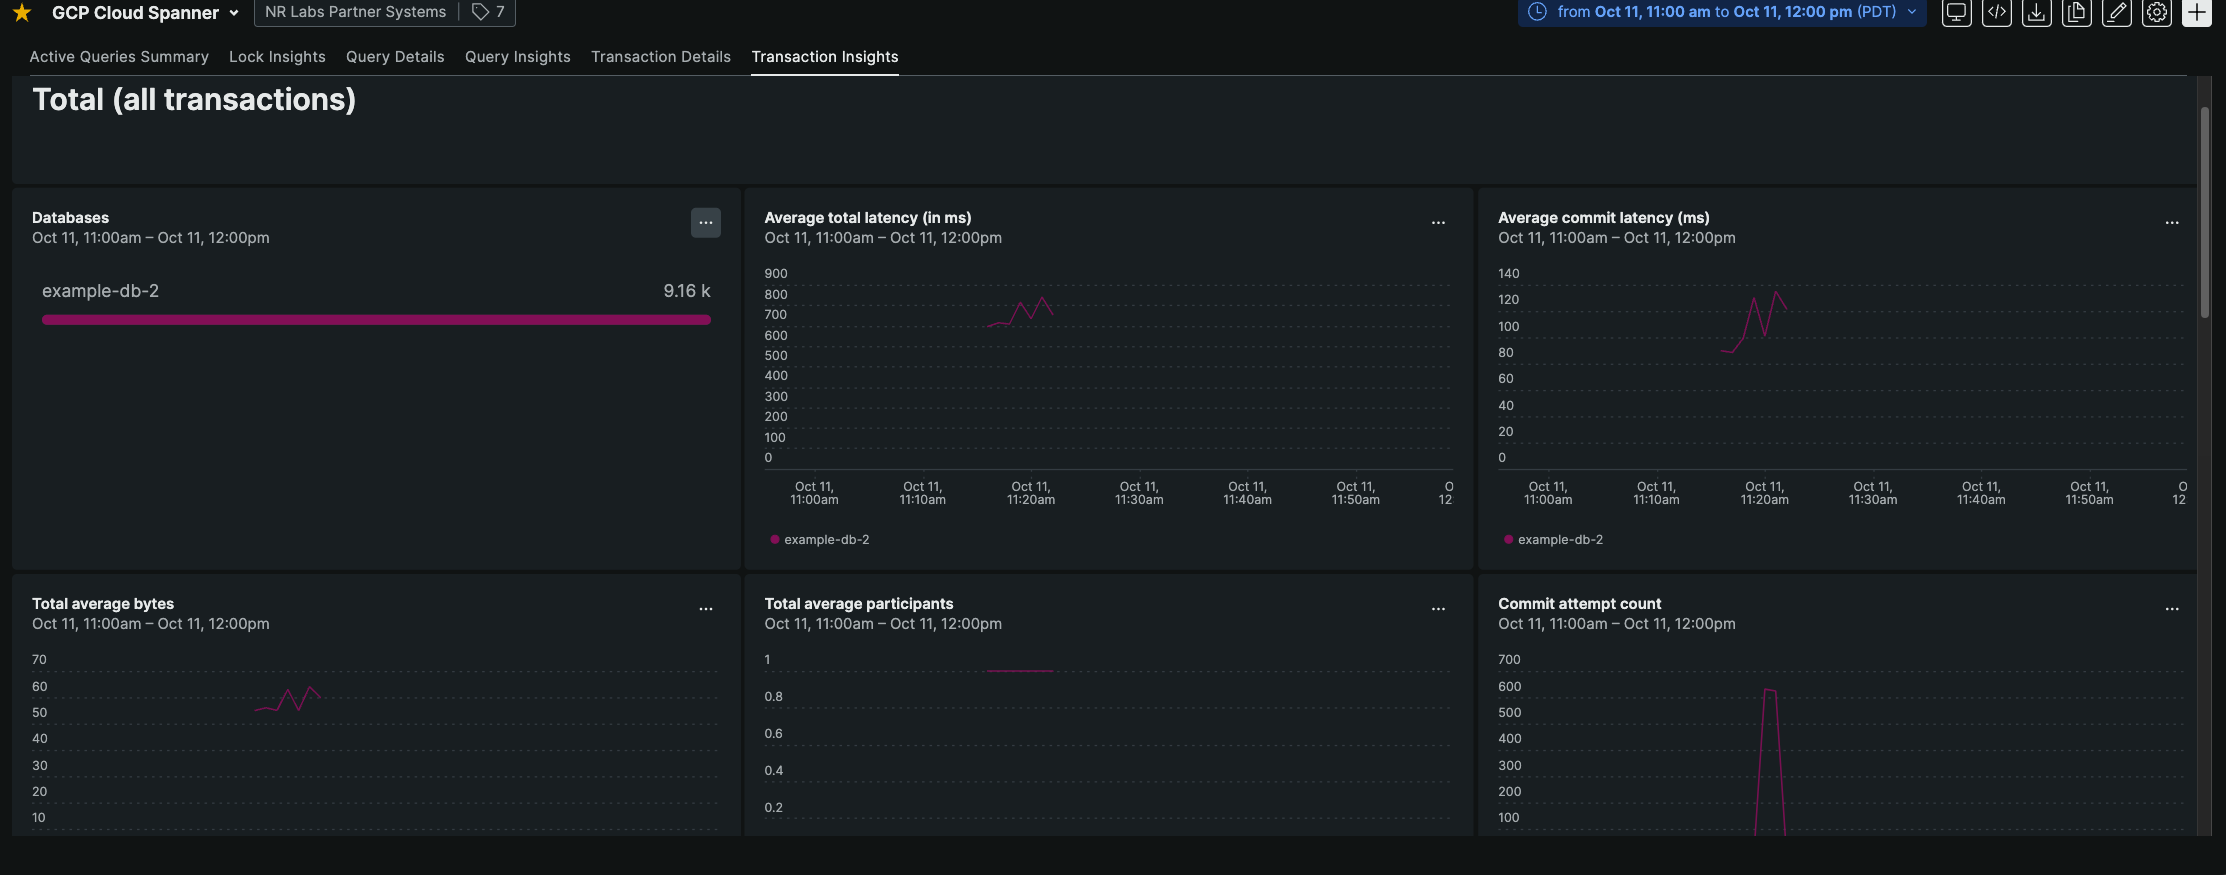 GCP Cloud Spanner
NR Labs Partner Systems 7
from Oct 11, 11:00 am to Oct 11, 12:00 pm (PDT)
Active Queries Summary Lock Insights Query Details Query Insights Transaction Details Transaction Insights
Total (all transactions)
Databases
Oct 11, 11:00am – Oct 11, 12:00pm
example-db-2 9.16 k
Average total latency (in ms)
Oct 11, 11:00am – Oct 11, 12:00pm
900
800
700
600
500
400
300
200
100
0
Oct 11, Oct 11, Oct 11, Oct 11, Oct 11, Oct 11, O
11:00am 11:10am 11:20am 11:30am 11:40am 11:50am 12
example-db-2
Average commit latency (ms)
Oct 11, 11:00am – Oct 11, 12:00pm
140
120
100
80
60
40
20
0
Oct 11, Oct 11, Oct 11, Oct 11, Oct 11, Oct 11, O
11:00am 11:10am 11:20am 11:30am 11:40am 11:50am 12
example-db-2
Total average bytes
Oct 11, 11:00am – Oct 11, 12:00pm
70
60
50
40
30
20
10
Total average participants
Oct 11, 11:00am – Oct 11, 12:00pm
1
0.8
0.6
0.4
0.2
Commit attempt count
Oct 11, 11:00am – Oct 11, 12:00pm
700
600
500
400
300
200
100